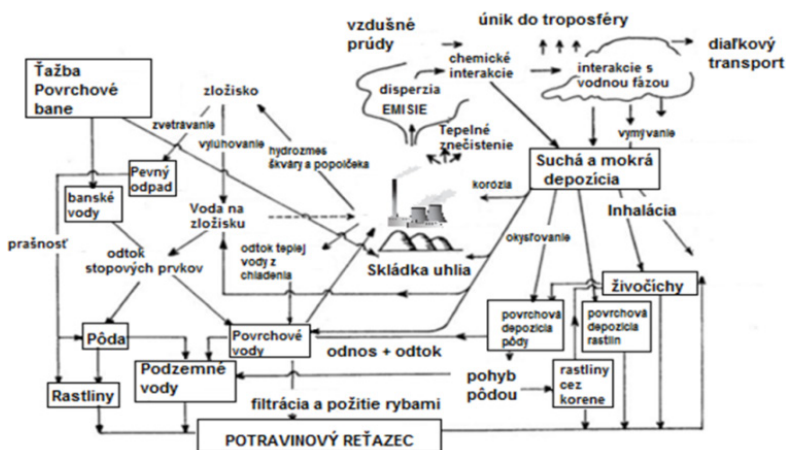 vzdušné
prúdy
únik do troposféry
diaľkový
transport
chemické
interakcie
interakcie s
vodnou fázou
disperzia
EMISIE
vymývanie
Ťažba
Povrchové
bane
zložisko
zvetrávanie
vylúhovanie
hydrozmes
škváry a popolčeka
Tepelné
znečistenie
Suchá a mokrá
depozícia
Pevný
odpad
banské
vody
korózia
Inhalácia
Voda na
zložisku
prašnosť
odtok
stopových prvkov
odtok teplej
vody z
chladenia
okysľovanie
Skládka uhlia
živočíchy
povrchová
depozícia
pôdy
povrchová
depozícia
rastlín
Pôda
Povrchové
vody
odnos + odtok
Podzemné
vody
pohyb
pôdou
rastliny
cez
korene
Rastliny
filtrácia a požitie rybami
POTRAVINOVÝ REŤAZEC